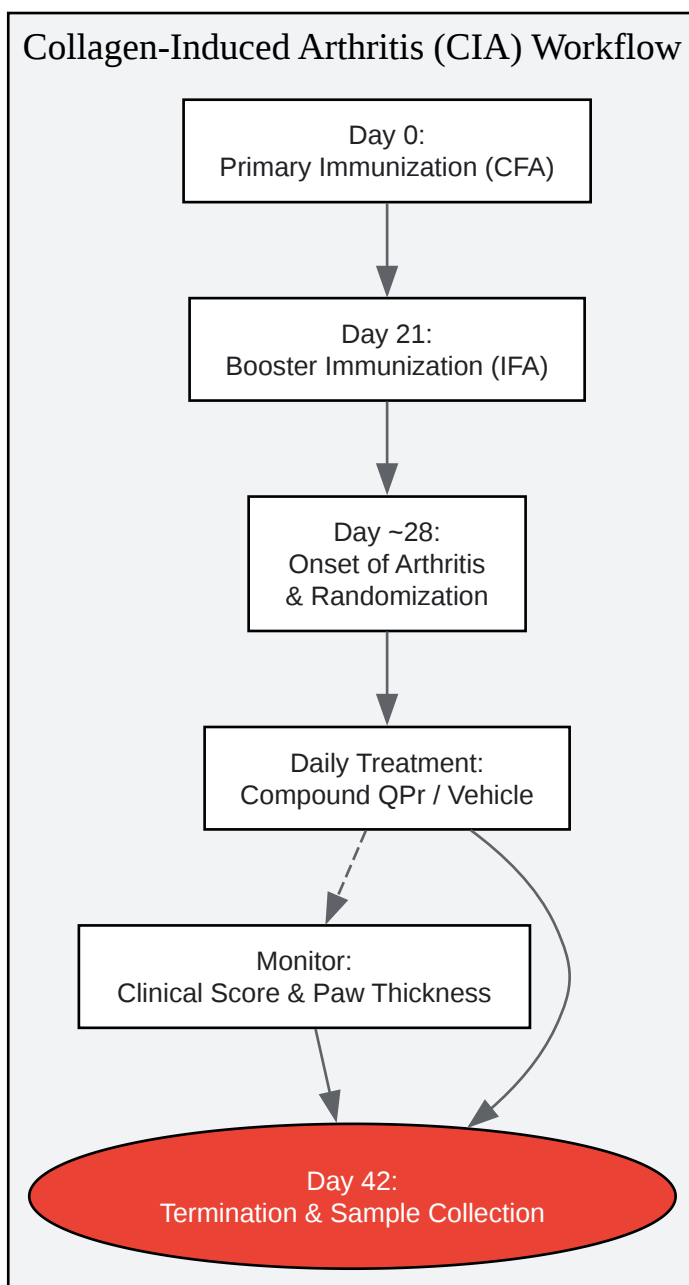 Collagen-Induced Arthritis (CIA) Workflow
Day 0:
Primary Immunization (CFA)
Day 21:
Booster Immunization (IFA)
Day ~28:
Onset of Arthritis
& Randomization
Daily Treatment:
Compound QPr / Vehicle
Monitor:
Clinical Score & Paw Thickness
Day 42:
Termination & Sample Collection